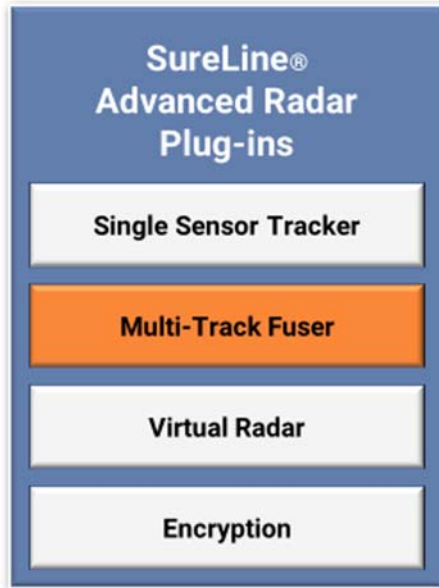 SureLine®
Advanced Radar
Plug-ins
Single Sensor Tracker
Multi-Track Fuser
Virtual Radar
Encryption